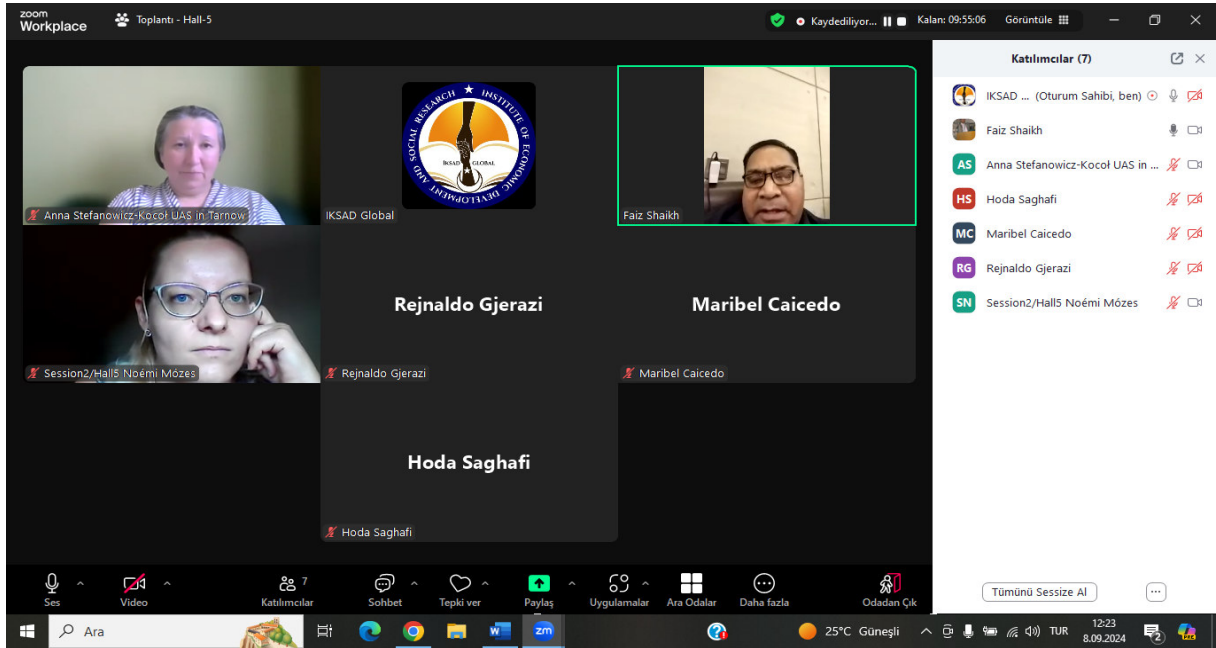 zoom
Workplace
Toplantı - Hall-5
Kaydediliyor...
Kalan: 09:55:06
Görüntüle
Anna Stefanowicz-Kocoł UAS in Tarnow
INSTITUTE OF ECONOMIC DEVELOPMENT AND SOCIAL RESEARCH
IKSAD GLOBAL
IKSAD Global
Faiz Shaikh
Session2/Hall5 Noémi Mózes
Rejnaldo Gjerazi
Rejnaldo Gjerazi
Maribel Caicedo
Maribel Caicedo
Hoda Saghafi
Hoda Saghafi
Katılımcılar (7)
IKSAD ... (Oturum Sahibi, ben)
Faiz Shaikh
AS Anna Stefanowicz-Kocoł UAS in ...
HS Hoda Saghafi
MC Maribel Caicedo
RG Rejnaldo Gjerazi
SN Session2/Hall5 Noémi Mózes
Tümünü Sessize Al
Ses
Video
7
Katılımcılar
Sohbet
Tepki ver
Paylaş
Uygulamalar
Ara Odalar
Daha fazla
Odadan Çık
Ara
zm
25°C Güneşli
TUR
12:23
8.09.2024
2
PRE